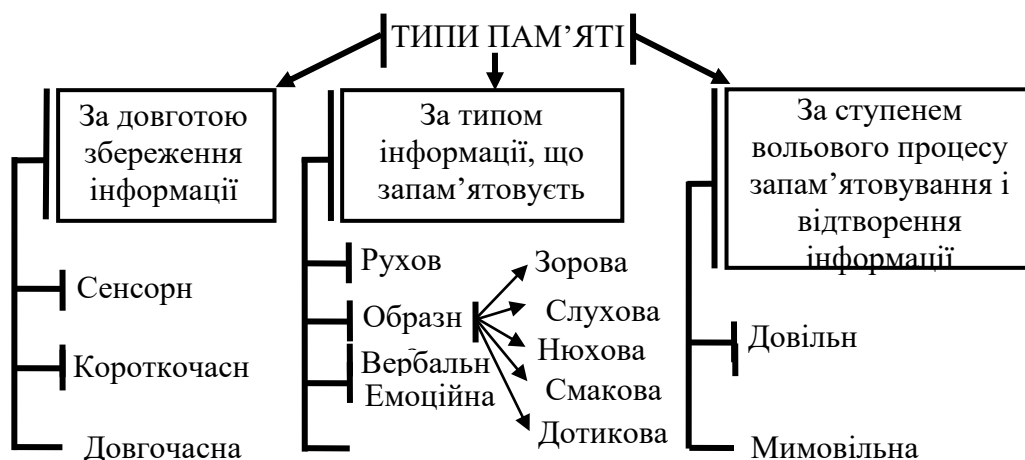 ТИПИ ПАМ’ЯТІ
За довготою
збереження
інформації
Сенсорн
Короткочасн
Довгочасна
За типом
інформації, що
запам’ятовуєть
Рухов
Образн
Вербальн
Емоційна
Зорова
Слухова
Нюхова
Смакова
Дотикова
За ступенем
вольового процесу
запам’ятовування і
відтворення
інформації
Довільн
Мимовільна